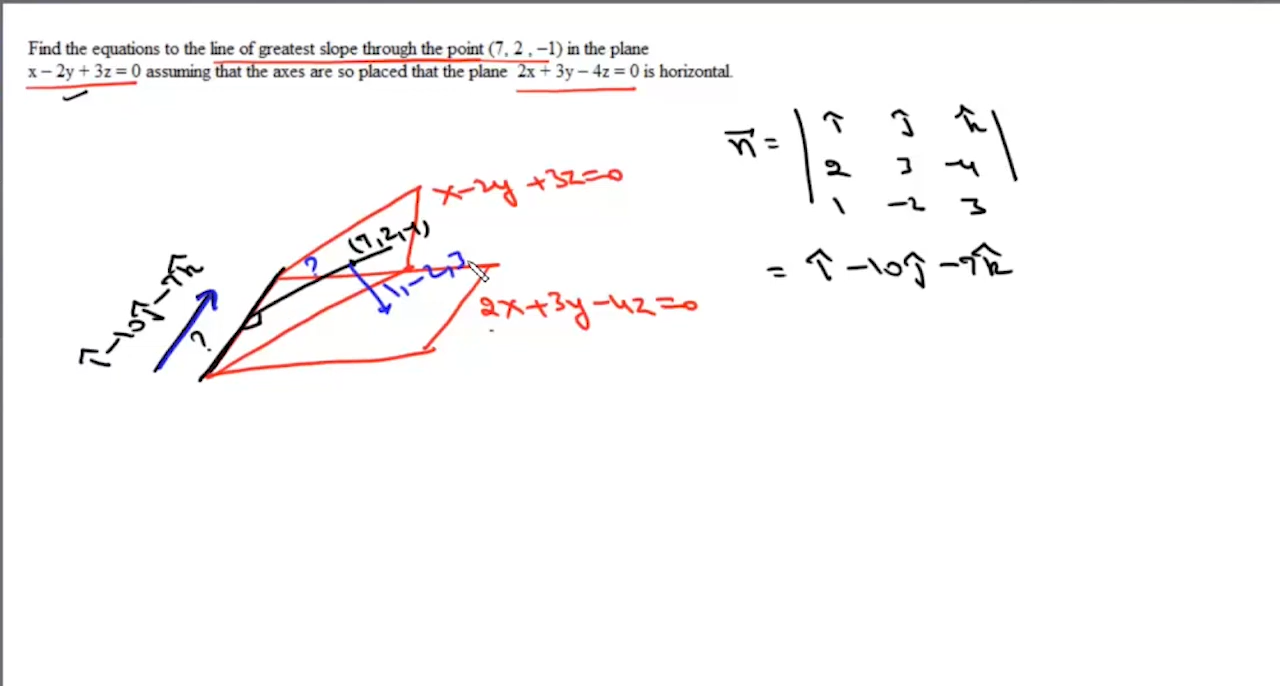 Find the equations to the line of greatest slope through the point (7, 2 , −1) in the plane
x − 2y + 3z = 0 assuming that the axes are so placed that the plane 2x + 3y − 4z = 0 is horizontal.
n⃗ = | î ĵ k̂ |
2 3 -4
1 -2 3
= î -10ĵ -7k̂
x-2y+3z=0
(7,2,-1)
?
1,-2,3
2x+3y-4z=0
î-10ĵ-7k̂
?